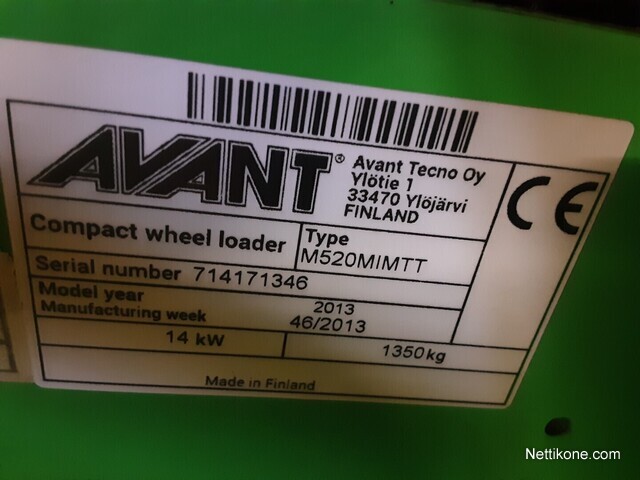 AVANT®
Avant Tecno Oy
Ylötie 1
33470 Ylöjärvi
FINLAND
CE
Compact wheel loader
Type
M520MIMTT
Serial number 714171346
Model year 2013
Manufacturing week 46/2013
14 kW
1350kg
Made in Finland
Nettikone.com